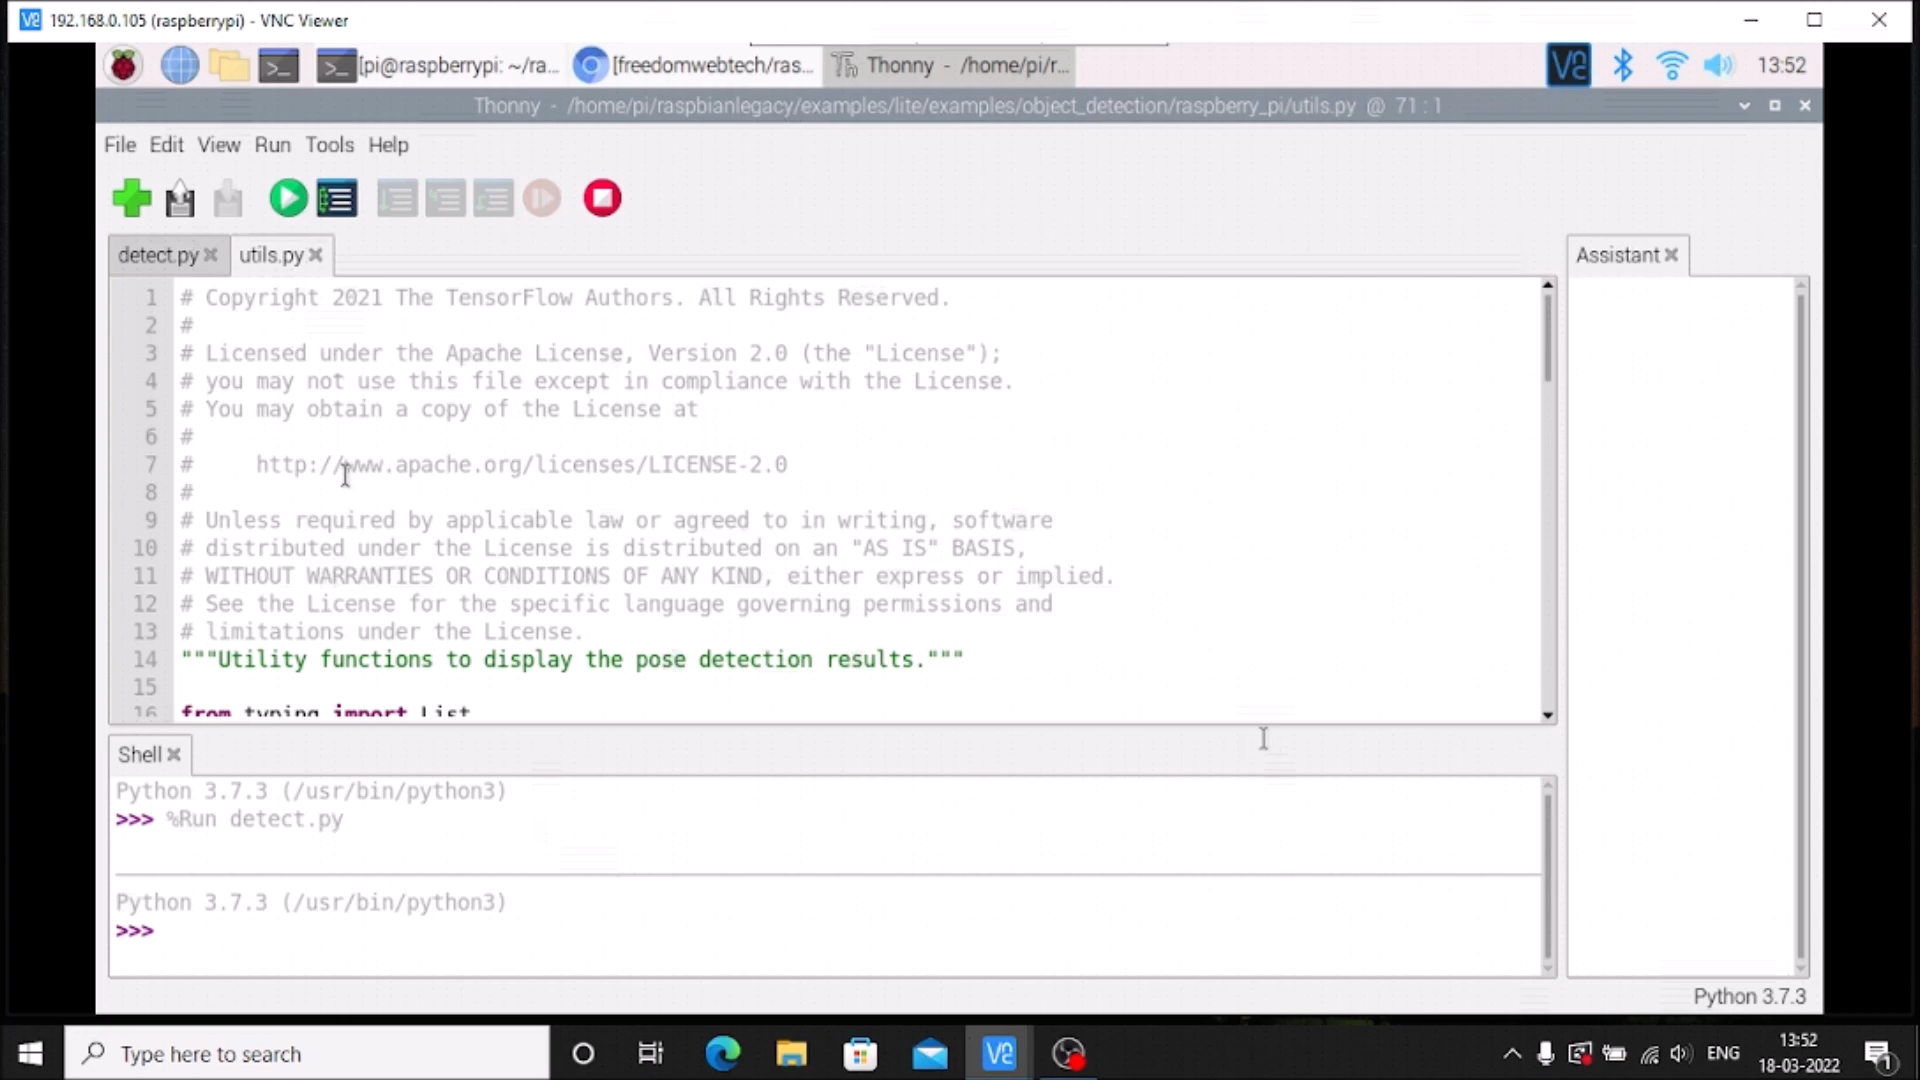 192.168.0.105 (raspberrypi) - VNC Viewer
[pi@raspberrypi: ~/ra... [freedomwebtech/ras... Thonny - /home/pi/r... 13:52
Thonny - /home/pi/raspbianlegacy/examples/lite/examples/object_detection/raspberry_pi/utils.py @ 71 : 1
File Edit View Run Tools Help
detect.py utils.py Assistant
1 # Copyright 2021 The TensorFlow Authors. All Rights Reserved.
2 #
3 # Licensed under the Apache License, Version 2.0 (the "License");
4 # you may not use this file except in compliance with the License.
5 # You may obtain a copy of the License at
6 #
7 #     http://www.apache.org/licenses/LICENSE-2.0
8 #
9 # Unless required by applicable law or agreed to in writing, software
10 # distributed under the License is distributed on an "AS IS" BASIS,
11 # WITHOUT WARRANTIES OR CONDITIONS OF ANY KIND, either express or implied.
12 # See the License for the specific language governing permissions and
13 # limitations under the License.
14 """Utility functions to display the pose detection results."""
15
16 from typing import List
Shell
Python 3.7.3 (/usr/bin/python3)
>>> %Run detect.py
Python 3.7.3 (/usr/bin/python3)
>>>
Python 3.7.3
Type here to search
ENG
13:52
18-03-2022
1